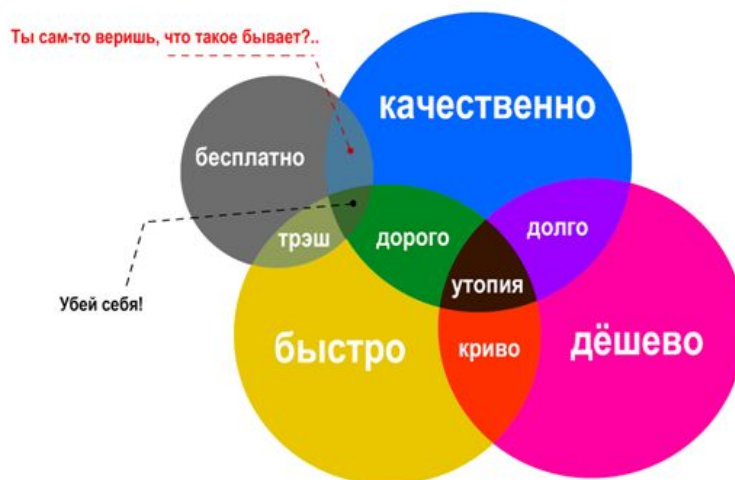 Ты сам-то веришь, что такое бывает?..
качественно
бесплатно
долго
трэш
дорого
утопия
Убей себя!
быстро
криво
дёшево